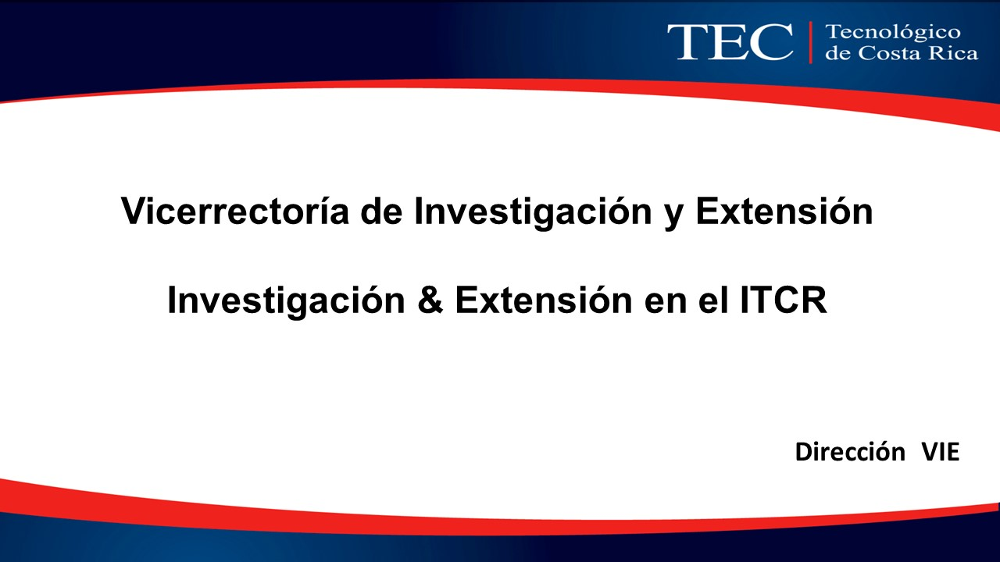 TEC
Tecnológico
de Costa Rica
Vicerrectoría de Investigación y Extensión
Investigación & Extensión en el ITCR
Dirección VIE